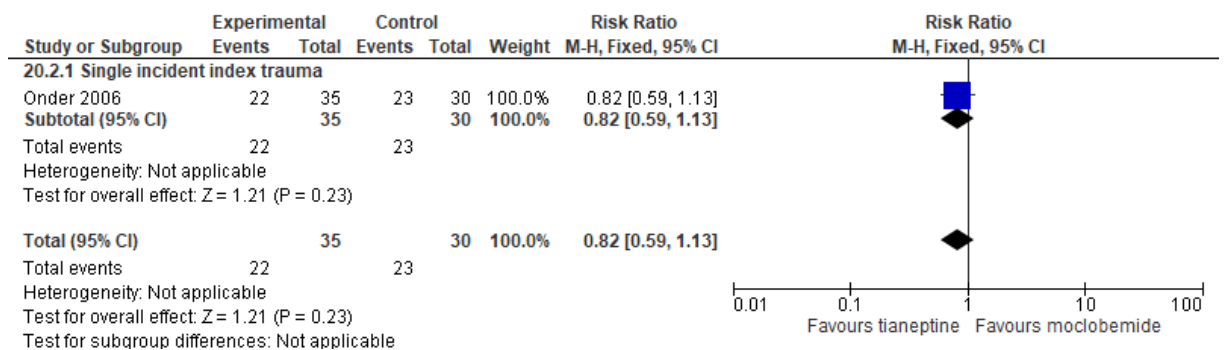 Experimental Control Risk Ratio Risk Ratio
Study or Subgroup Events Total Events Total Weight M-H, Fixed, 95% CI M-H, Fixed, 95% CI
20.2.1 Single incident index trauma
Onder 2006 22 35 23 30 100.0% 0.82 [0.59, 1.13]
Subtotal (95% CI) 35 30 100.0% 0.82 [0.59, 1.13]
Total events 22 23
Heterogeneity: Not applicable
Test for overall effect: Z = 1.21 (P = 0.23)
Total (95% CI) 35 30 100.0% 0.82 [0.59, 1.13]
Total events 22 23
Heterogeneity: Not applicable
Test for overall effect: Z = 1.21 (P = 0.23)
Test for subgroup differences: Not applicable
0.01 0.1 1 10 100
Favours tianeptine Favours moclobemide